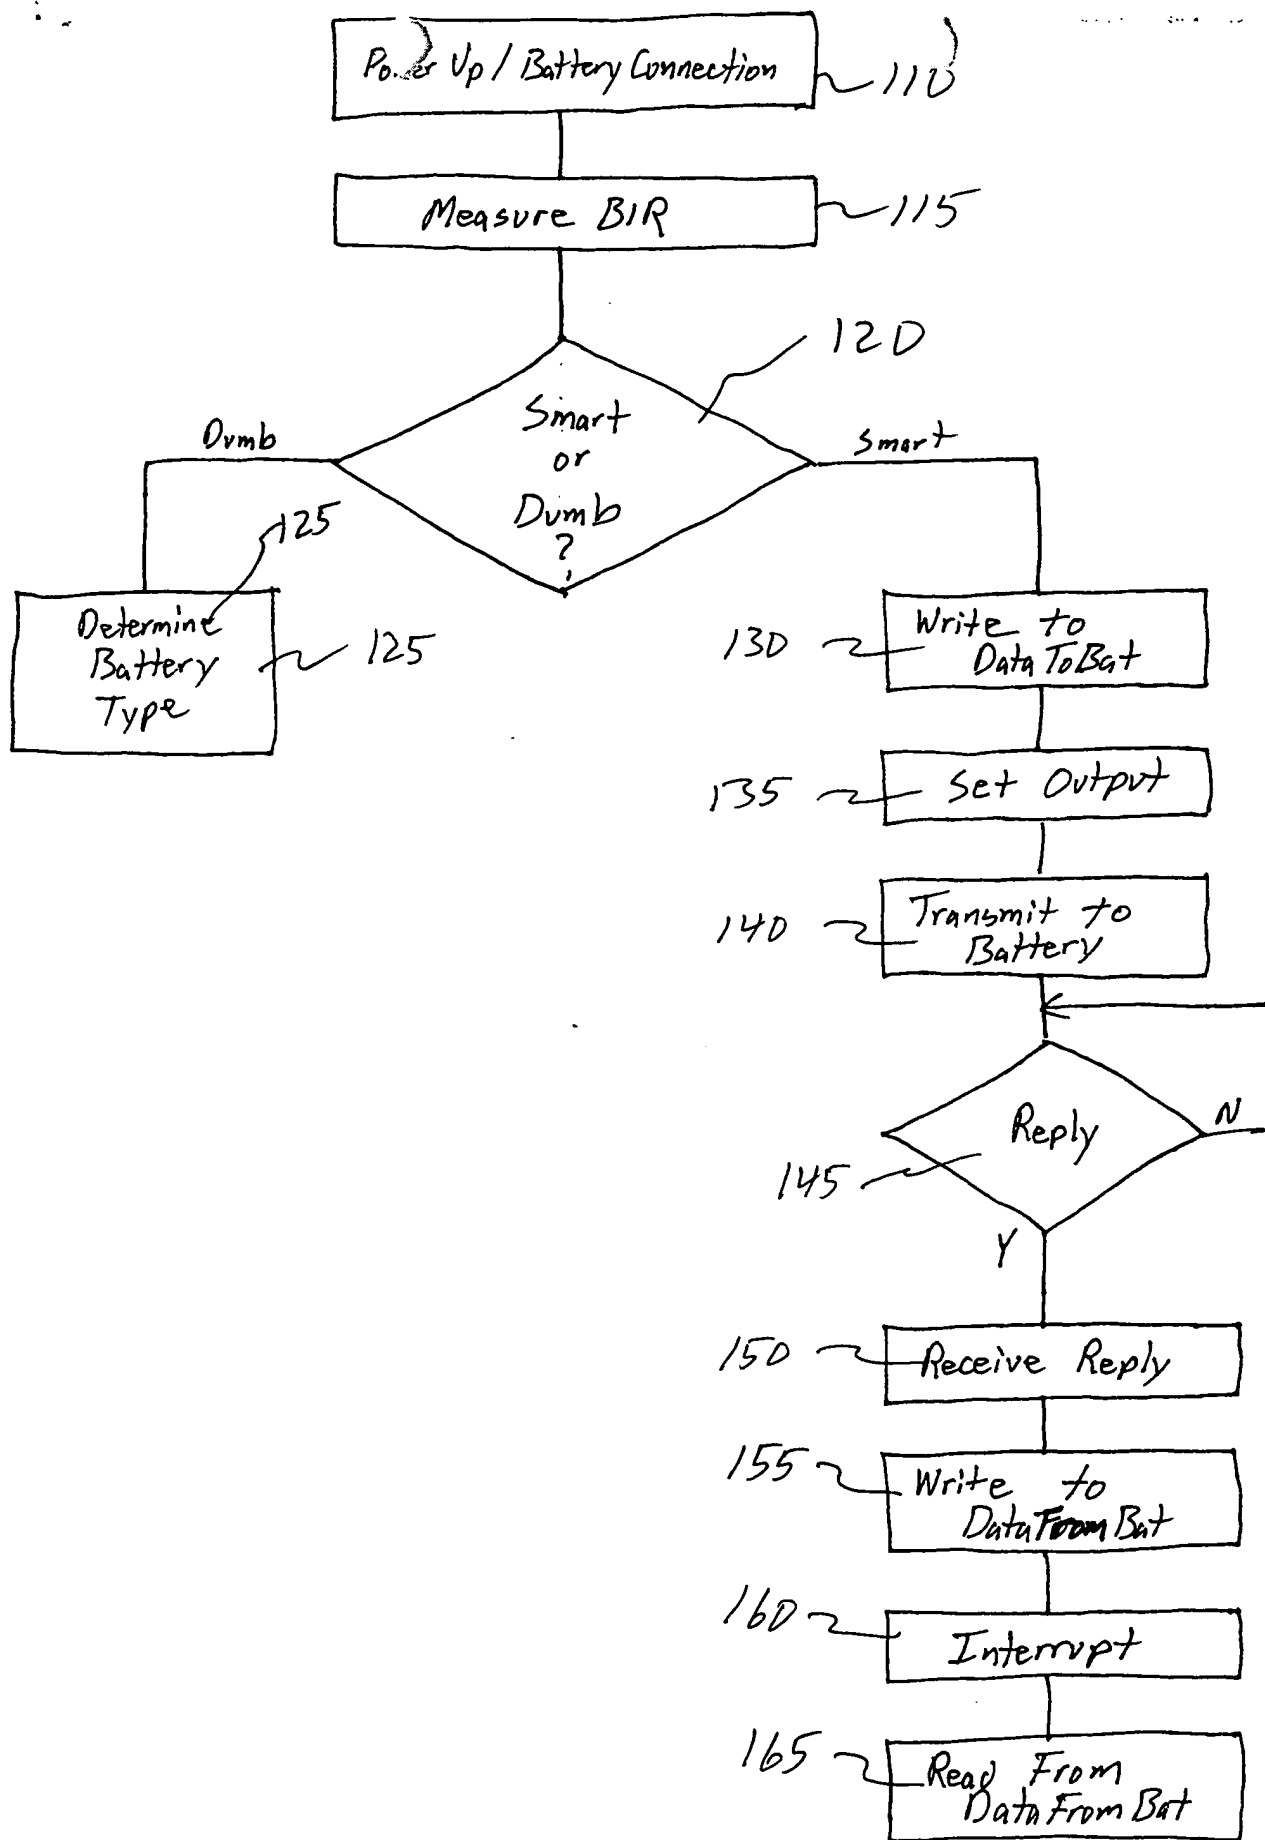 Power Up / Battery Connection
110
Measure BIR
115
120
Smart
or
Dumb
?
Dumb
Smart
125
Determine
Battery
Type
125
130
Write to
DataToBat
135
Set Output
140
Transmit to
Battery
Reply
N
145
Y
150
Receive Reply
155
Write to
DataFromBat
160
Interrupt
165
Read From
DataFromBat